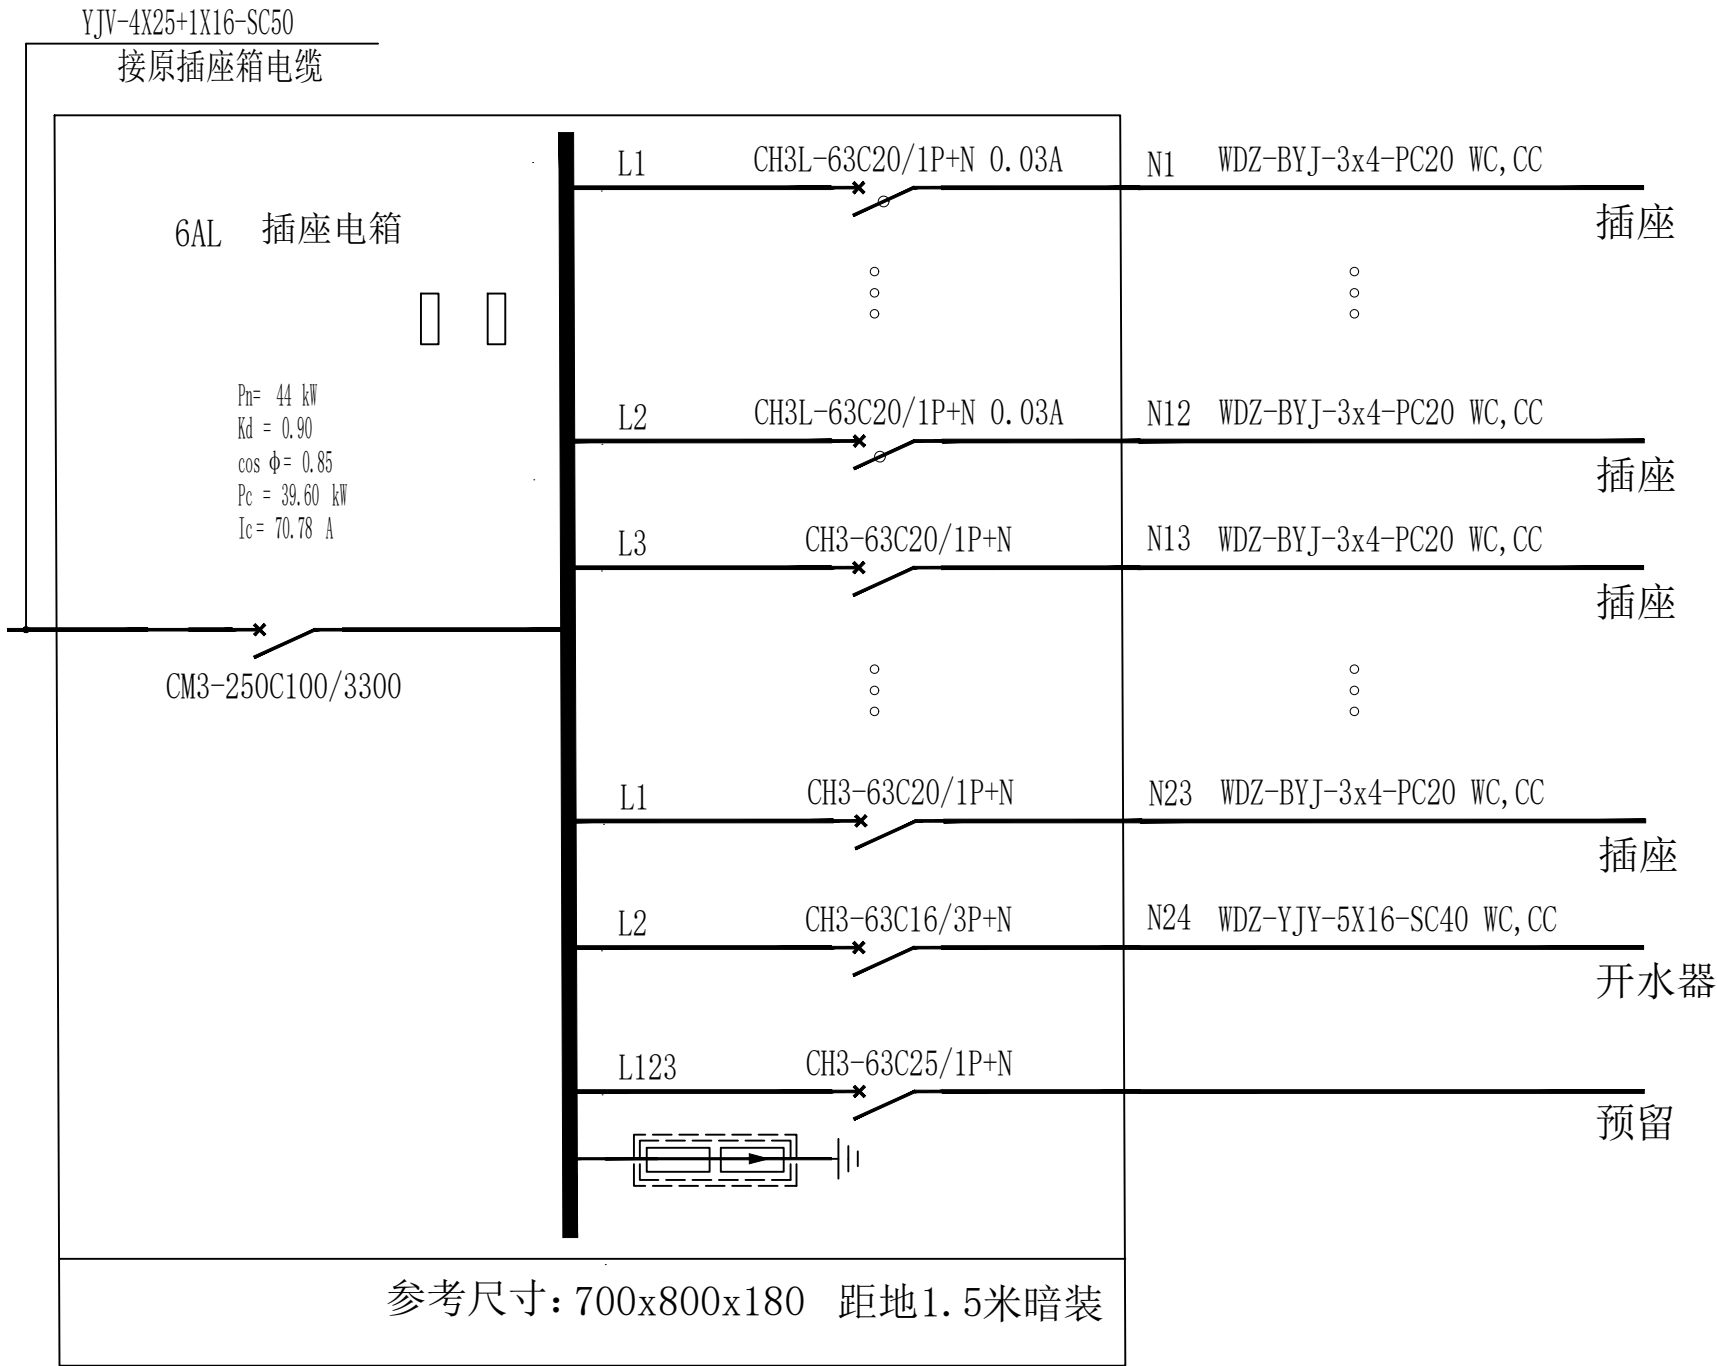 YJV-4X25+1X16-SC50
接原插座箱电缆
6AL 插座电箱
Pn= 44 kW
Kd = 0.90
cos ф= 0.85
Pc = 39.60 kW
Ic= 70.78 A
CM3-250C100/3300
L1 CH3L-63C20/1P+N 0.03A N1 WDZ-BYJ-3x4-PC20 WC,CC
插座
L2 CH3L-63C20/1P+N 0.03A N12 WDZ-BYJ-3x4-PC20 WC,CC
插座
L3 CH3-63C20/1P+N N13 WDZ-BYJ-3x4-PC20 WC,CC
插座
L1 CH3-63C20/1P+N N23 WDZ-BYJ-3x4-PC20 WC,CC
插座
L2 CH3-63C16/3P+N N24 WDZ-YJY-5X16-SC40 WC,CC
开水器
L123 CH3-63C25/1P+N
预留
参考尺寸:700x800x180 距地1.5米暗装